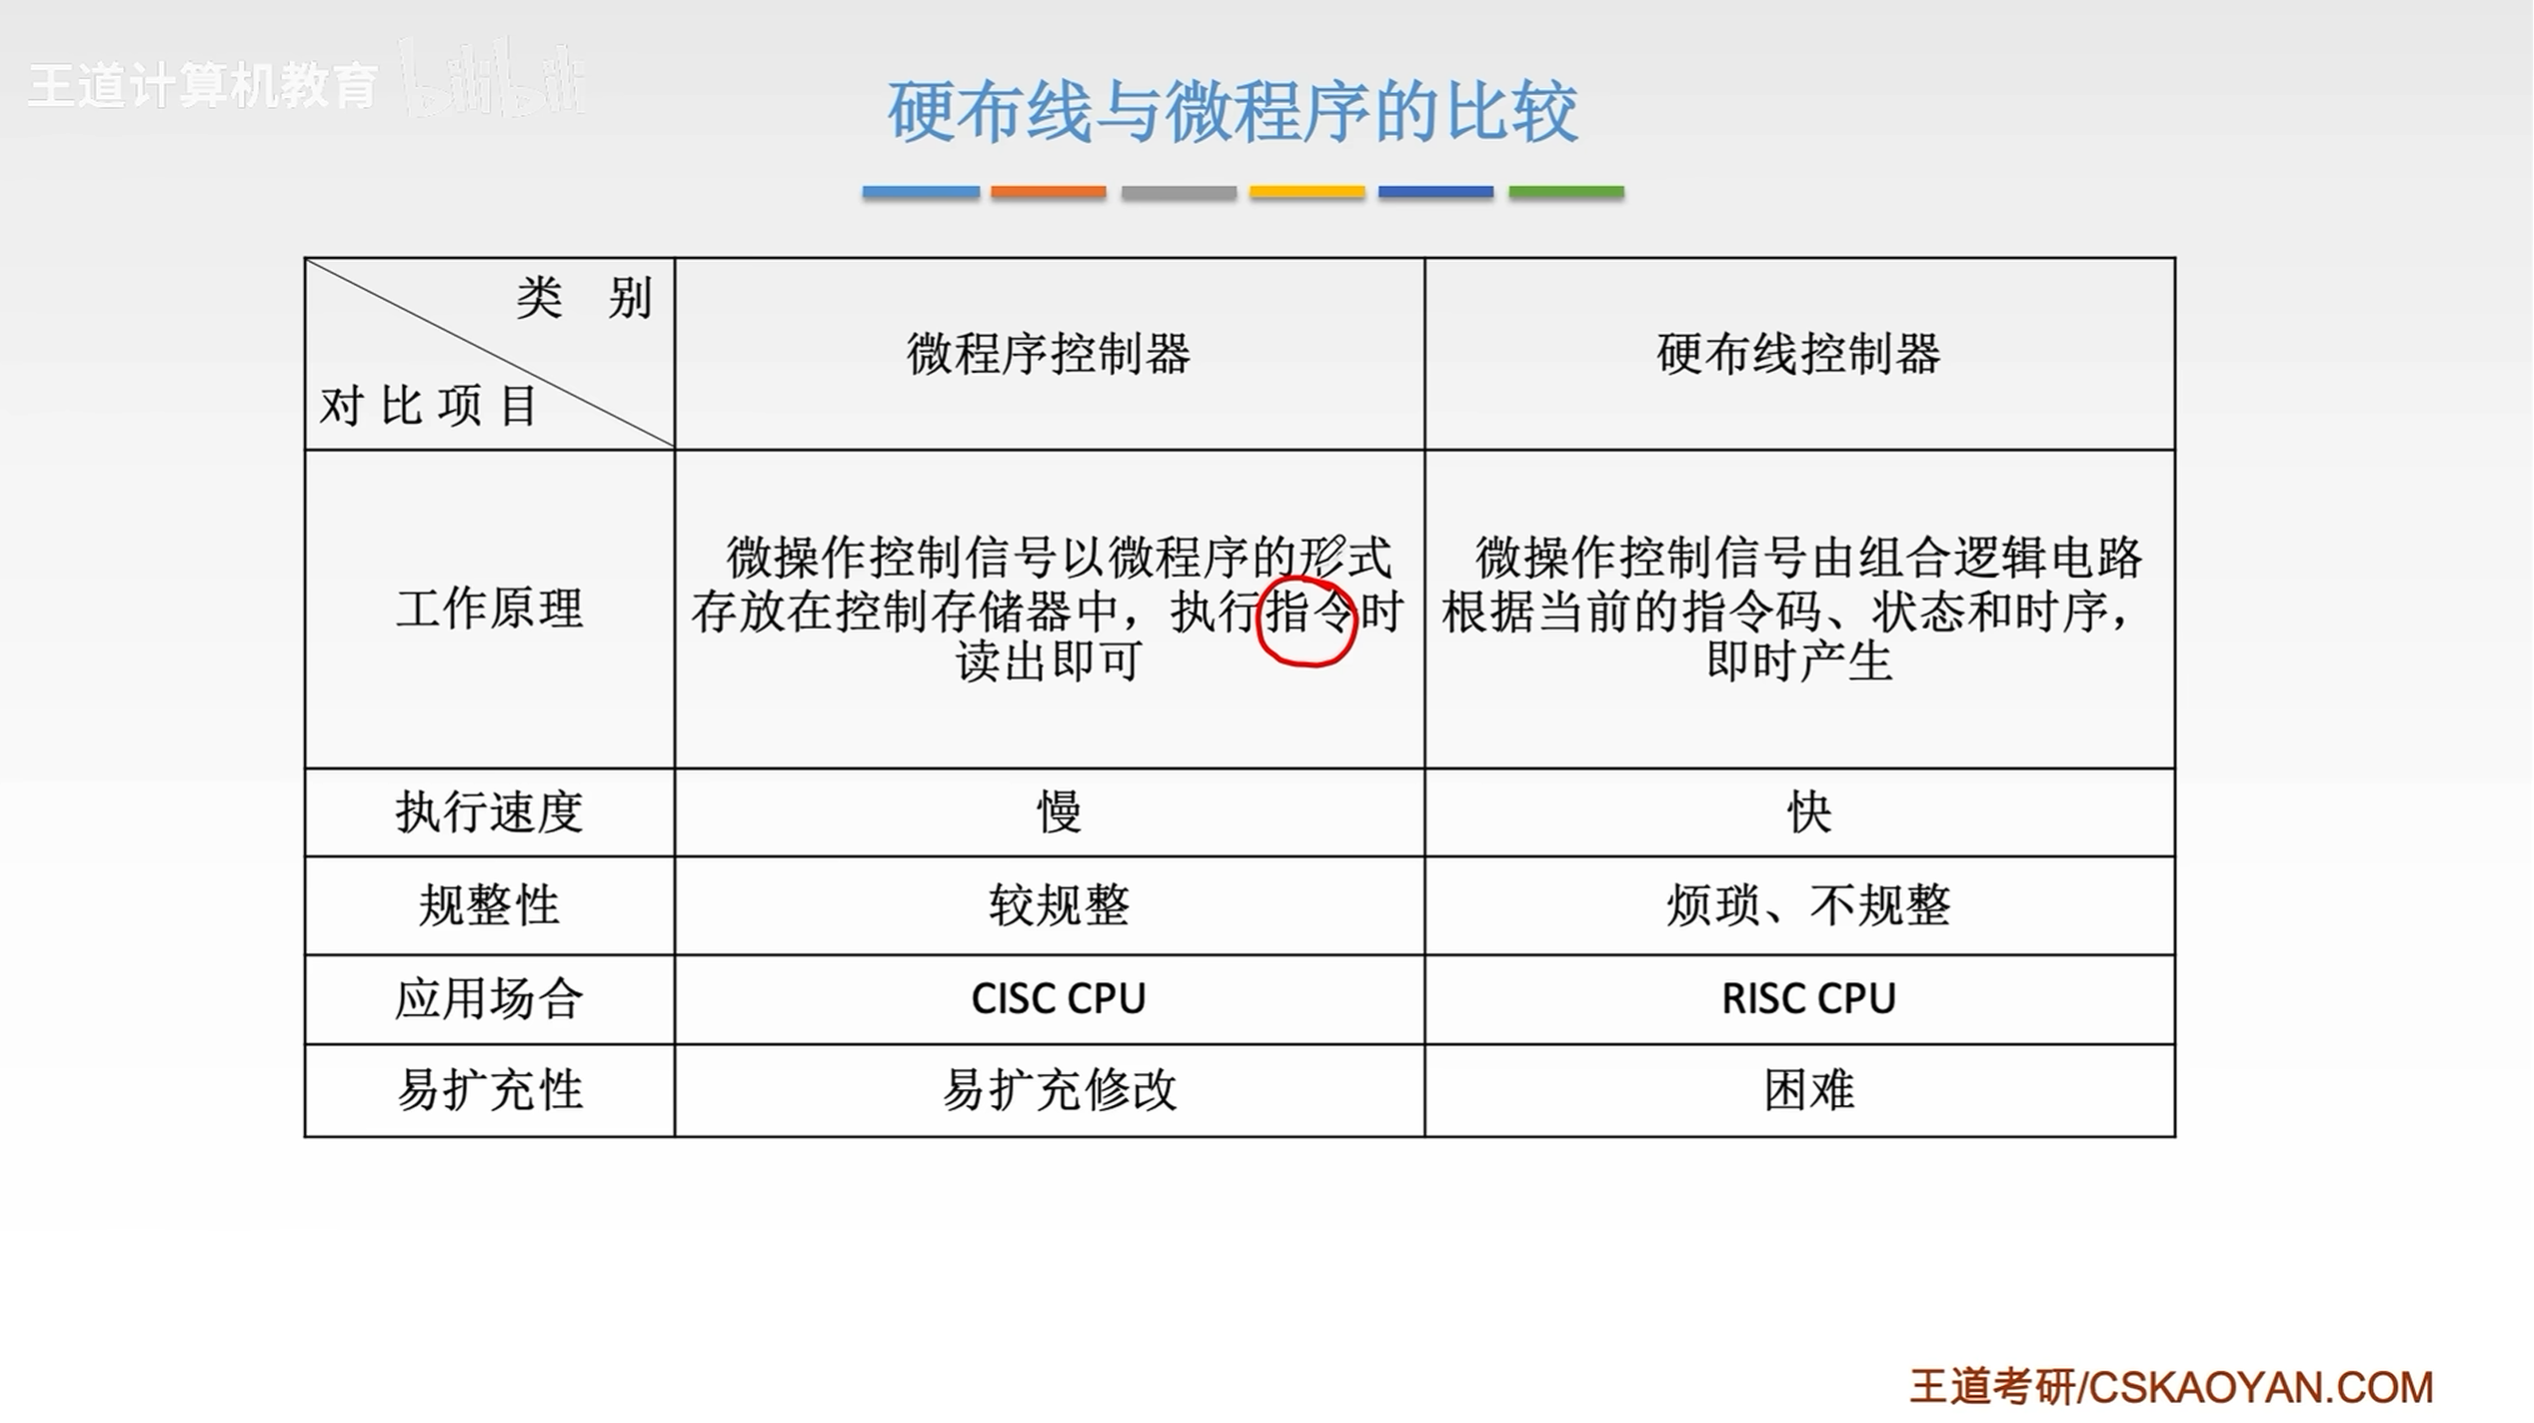 王道计算机教育 bilibili
硬布线与微程序的比较
类 别
对比项目
微程序控制器
硬布线控制器
工作原理
微操作控制信号以微程序的形式
存放在控制存储器中，执行指令时
读出即可
微操作控制信号由组合逻辑电路
根据当前的指令码、状态和时序，
即时产生
执行速度
慢
快
规整性
较规整
烦琐、不规整
应用场合
CISC CPU
RISC CPU
易扩充性
易扩充修改
困难
王道考研/CSKAOYAN.COM